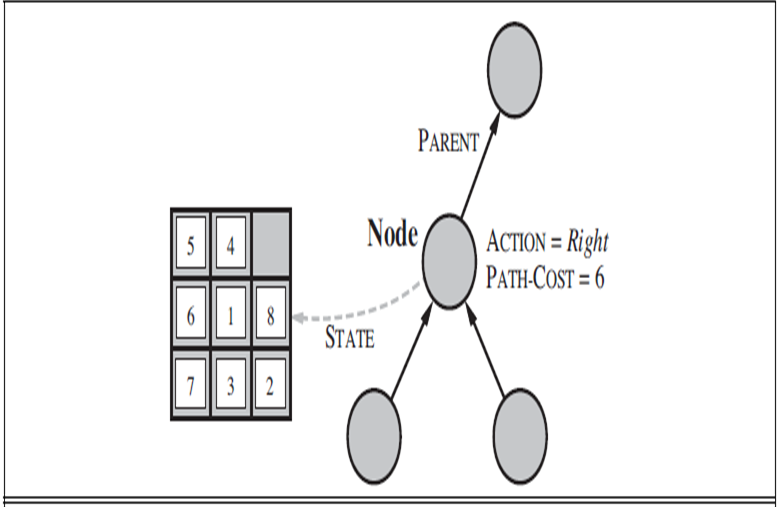 PARENT
Node
ACTION = Right
PATH-COST = 6
5 4
6 1 8
STATE
7 3 2